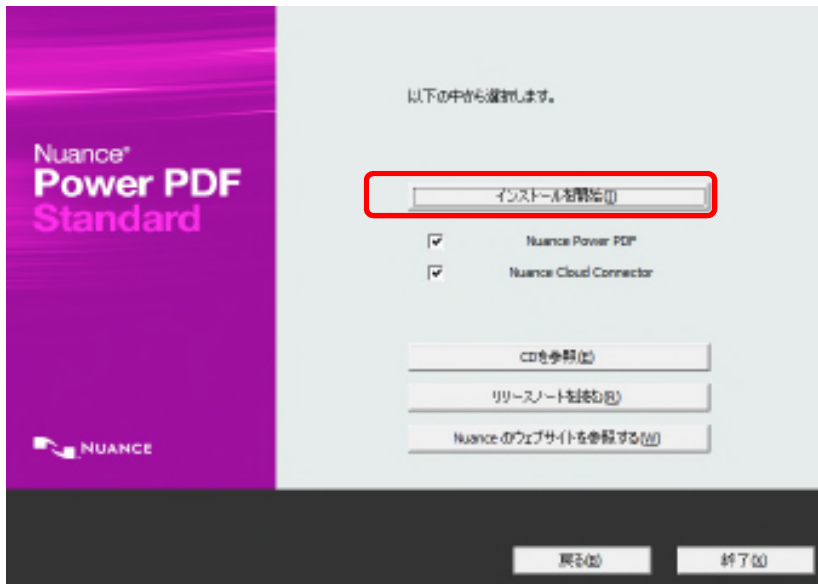 以下の中から選択します。
Nuance®
Power PDF
Standard
インストールを開始(I)
Nuance Power PDF
Nuance Cloud Connector
CDを参照(E)
リリースノートを読む(R)
Nuance のウェブサイトを参照する(W)
NUANCE
戻る(B)
終了(X)